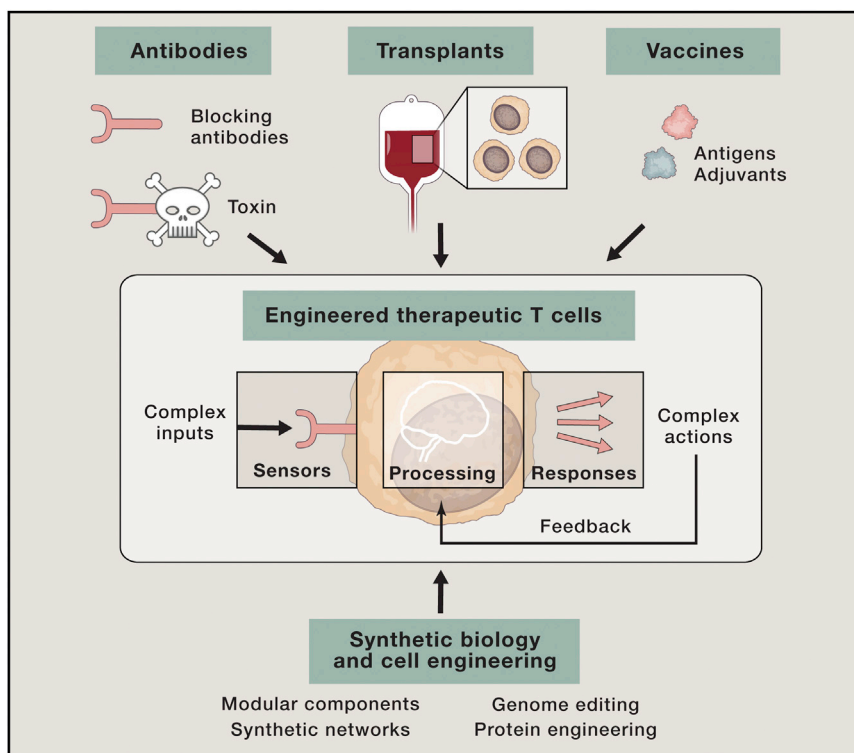 Antibodies
Transplants
Vaccines
Blocking
antibodies
Toxin
Antigens
Adjuvants
Engineered therapeutic T cells
Complex
inputs
Sensors
Processing
Responses
Complex
actions
Feedback
Synthetic biology
and cell engineering
Modular components
Synthetic networks
Genome editing
Protein engineering